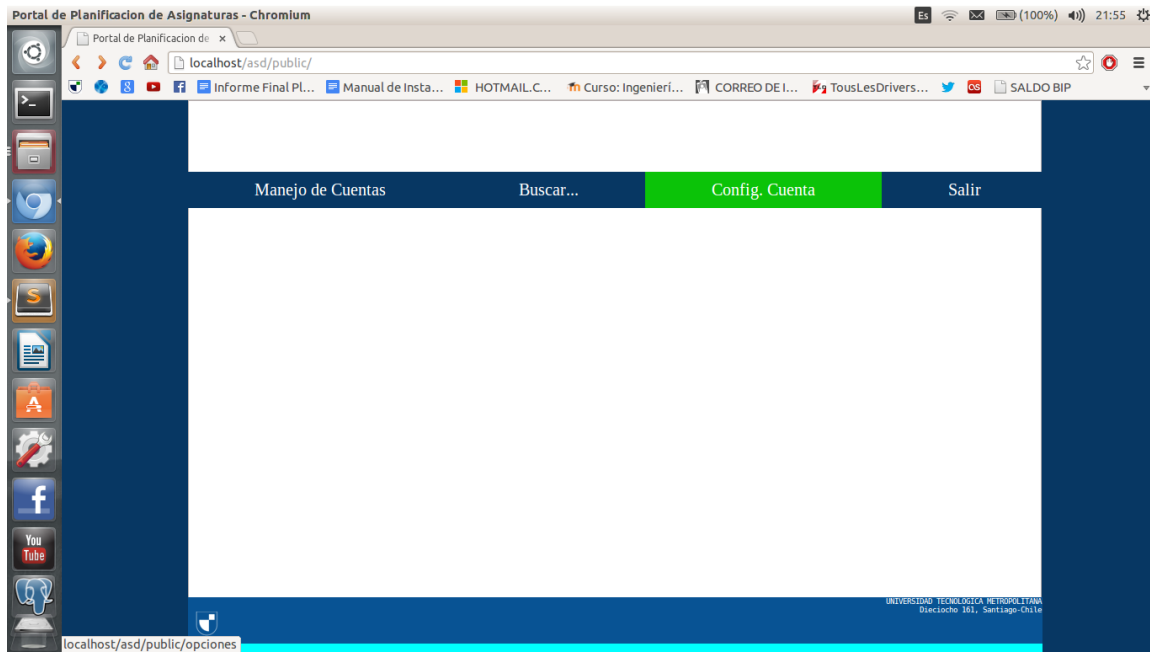 Portal de Planificacion de Asignaturas - Chromium
Es (100%) 21:55
Portal de Planificacion de
localhost/asd/public/
Informe Final Pl... Manual de Insta... HOTMAIL.C... Curso: Ingenierí... CORREO DE I... TousLesDrivers... SALDO BIP
Manejo de Cuentas Buscar... Config. Cuenta Salir
You
Tube
UNIVERSIDAD TECNOLOGICA METROPOLITANA
Dieciocho 161, Santiago-Chile
localhost/asd/public/opciones